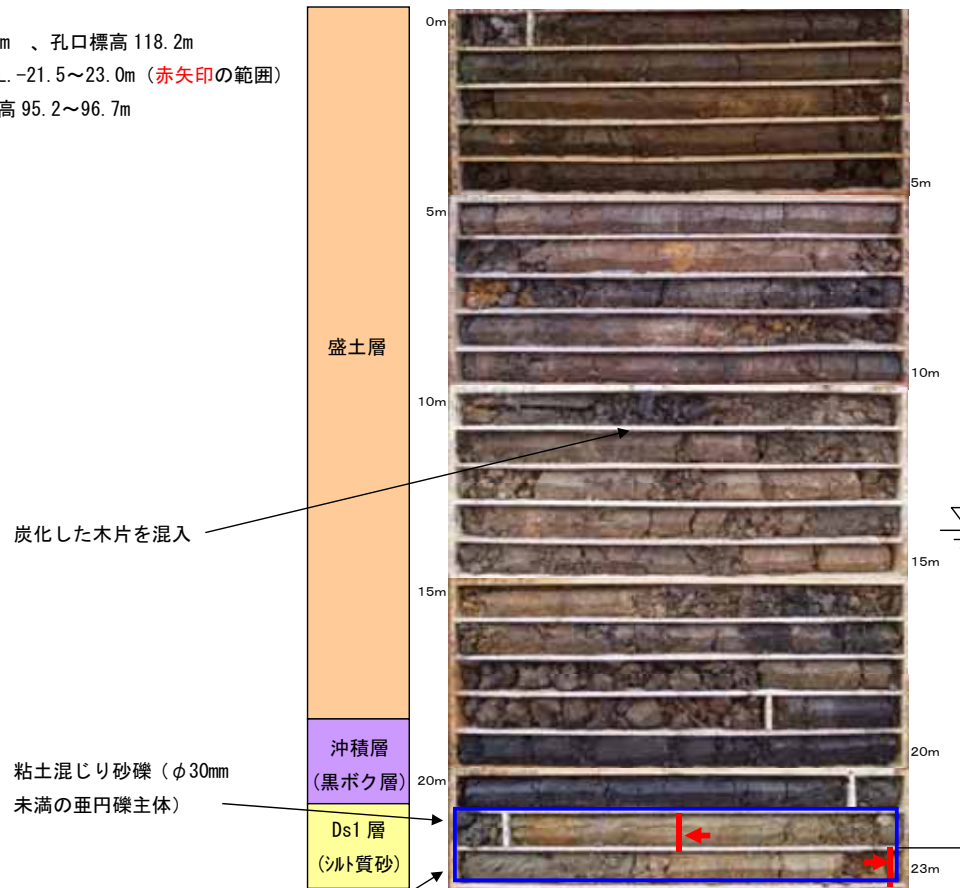 m 、孔口標高 118.2m
L.-21.5～23.0m（赤矢印の範囲）
高 95.2～96.7m
0m
5m
5m
盛土層
10m
10m
炭化した木片を混入
15m
15m
沖積層
(黒ボク層)
20m
粘土混じり砂礫（φ30mm
未満の亜円礫主体）
20m
Ds1 層
(ｼﾙﾄ質砂)
23m